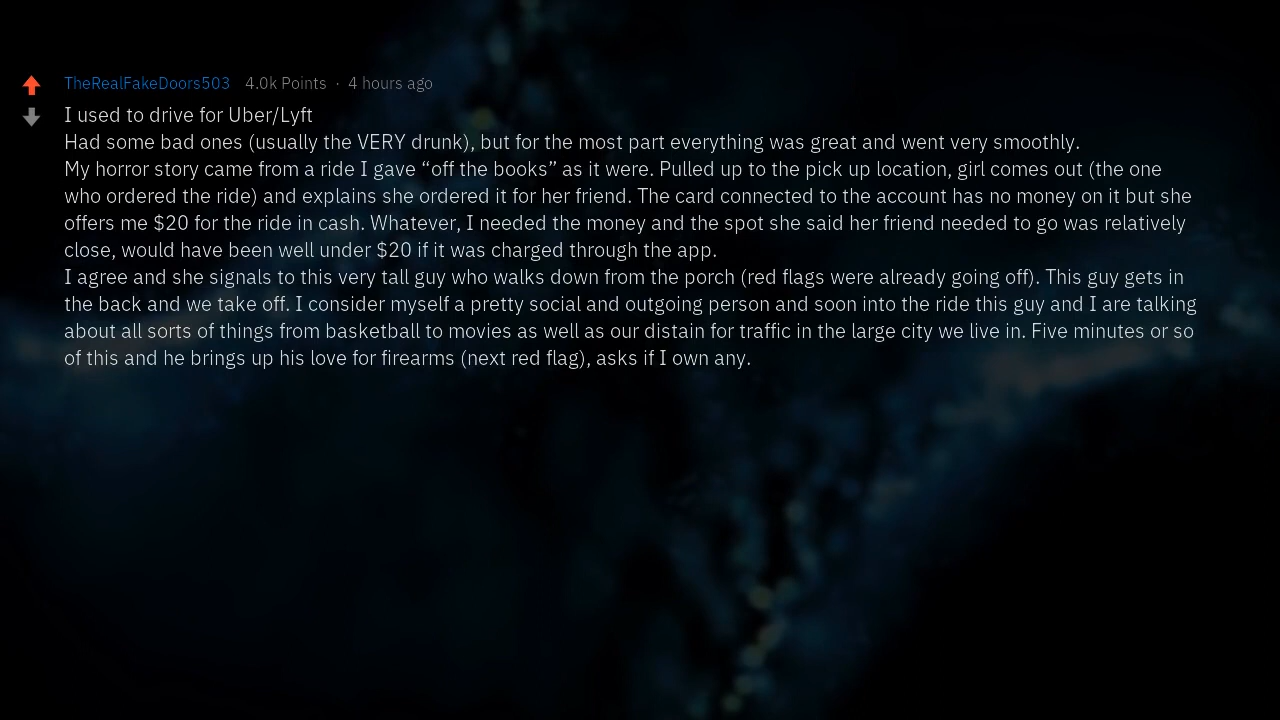 TheRealFakeDoors503 4.0k Points · 4 hours ago
I used to drive for Uber/Lyft
Had some bad ones (usually the VERY drunk), but for the most part everything was great and went very smoothly.
My horror story came from a ride I gave “off the books” as it were. Pulled up to the pick up location, girl comes out (the one
who ordered the ride) and explains she ordered it for her friend. The card connected to the account has no money on it but she
offers me $20 for the ride in cash. Whatever, I needed the money and the spot she said her friend needed to go was relatively
close, would have been well under $20 if it was charged through the app.
I agree and she signals to this very tall guy who walks down from the porch (red flags were already going off). This guy gets in
the back and we take off. I consider myself a pretty social and outgoing person and soon into the ride this guy and I are talking
about all sorts of things from basketball to movies as well as our distain for traffic in the large city we live in. Five minutes or so
of this and he brings up his love for firearms (next red flag), asks if I own any.